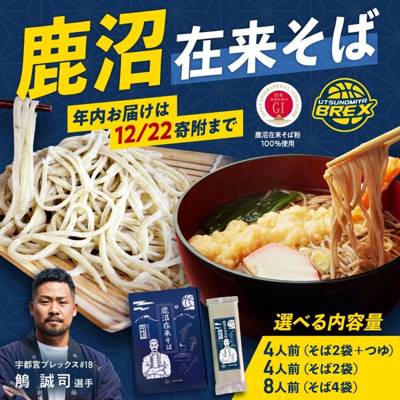 鹿沼在来そば
年内お届けは
12/22寄附まで
GI
鹿沼在来そば粉
100%使用
UTSUNOMIYA
BREX
宇都宮ブレックス#18
鵤 誠司選手
鹿沼在来そば
選べる内容量
4人前(そば2袋+つゆ)
4人前(そば2袋)
8人前(そば4袋)